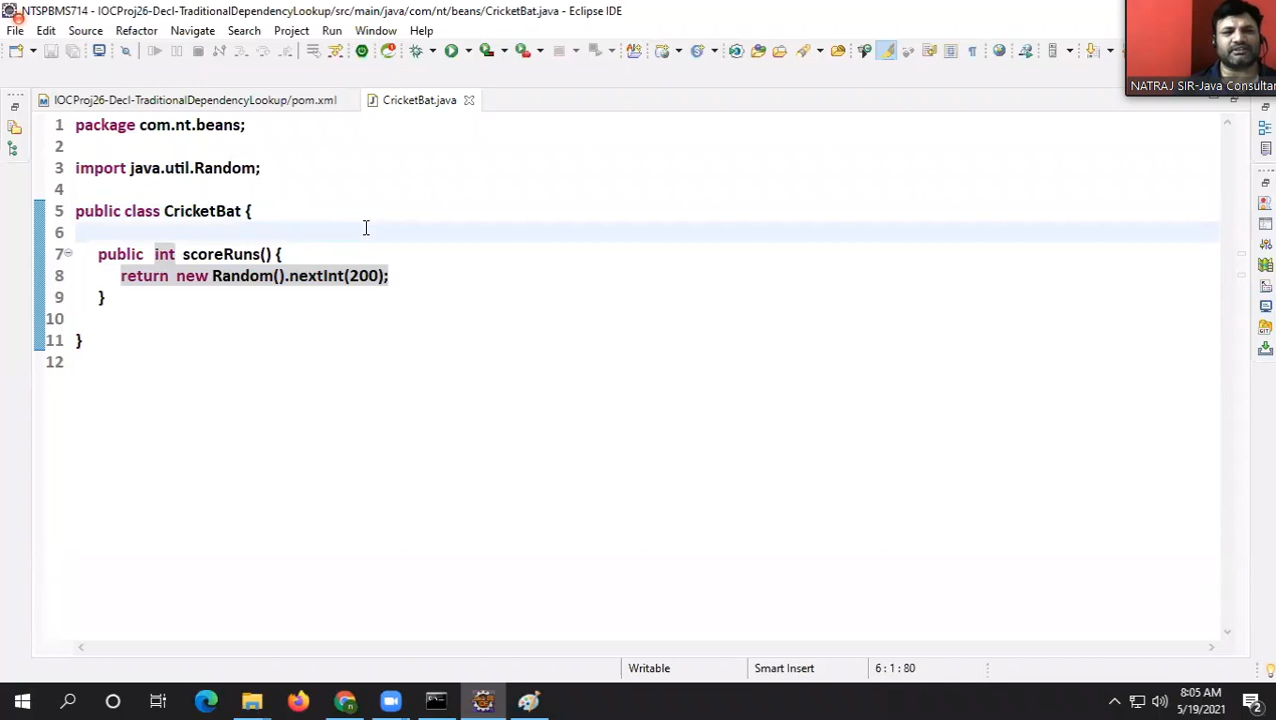 NTSPBMS714 - IOCProj26-Decl-TraditionalDependencyLookup/src/main/java/com/nt/beans/CricketBat.java - Eclipse IDE
File Edit Source Refactor Navigate Search Project Run Window Help
NATRAJ SIR-Java Consultan
IOCProj26-Decl-TraditionalDependencyLookup/pom.xml CricketBat.java
1 package com.nt.beans;
2
3 import java.util.Random;
4
5 public class CricketBat {
6
7 public int scoreRuns() {
8 return new Random().nextInt(200);
9 }
10
11 }
12
Writable Smart Insert 6 : 1 : 80
8:05 AM
5/19/2021
2